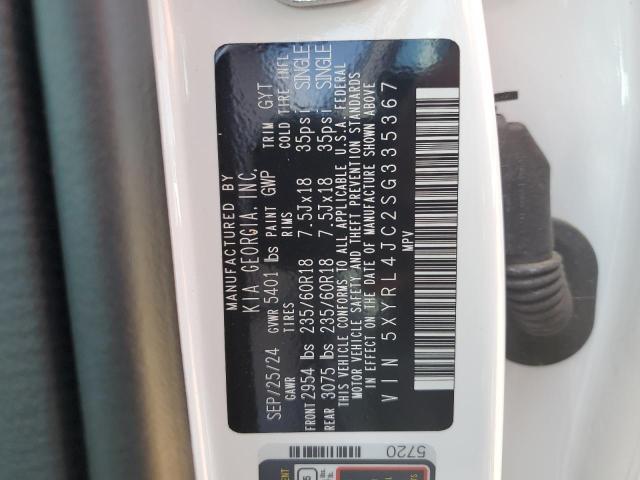 MANUFACTURED BY
KIA GEORGIA, INC.
SEP/25/24 GVWR 5401 lbs PAINT GWP TRIM GYT
GAWR TIRES RIMS COLD TIRE INFL
FRONT 2954 lbs 235/60R18 7.5Jx18 35psi SINGLE
REAR 3075 lbs 235/60R18 7.5Jx18 35psi SINGLE
THIS VEHICLE CONFORMS TO ALL APPLICABLE U.S.A. FEDERAL
MOTOR VEHICLE SAFETY AND THEFT PREVENTION STANDARDS
IN EFFECT ON THE DATE OF MANUFACTURE SHOWN ABOVE
VIN 5XYRL4JC2SG335367
MPV
5720